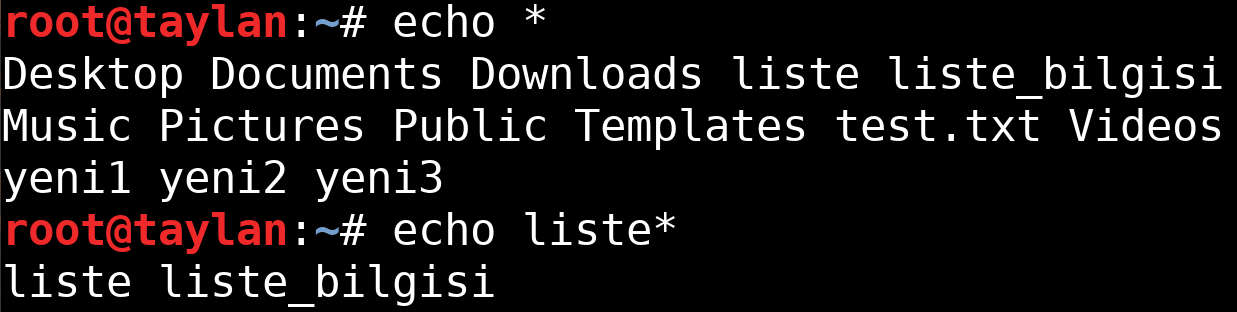 root@taylan:~# echo *
Desktop Documents Downloads liste liste_bilgisi
Music Pictures Public Templates test.txt Videos
yeni1 yeni2 yeni3
root@taylan:~# echo liste*
liste liste_bilgisi